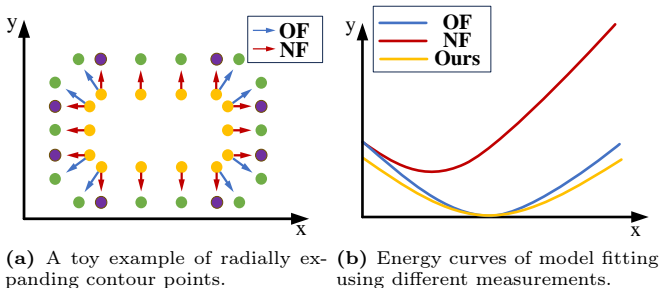 y
OF
NF
x
(a) A toy example of radially ex-
panding contour points.
y
OF
NF
Ours
x
(b) Energy curves of model fitting
using different measurements.